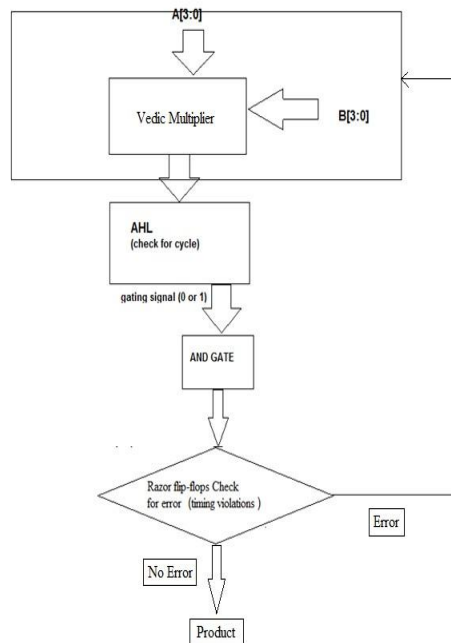 A[3:0]
Vedic Multiplier
B[3:0]
AHL
(check for cycle)
gating signal (0 or 1)
AND GATE
Razor flip-flops Check
for error (timing violations )
Error
No Error
Product